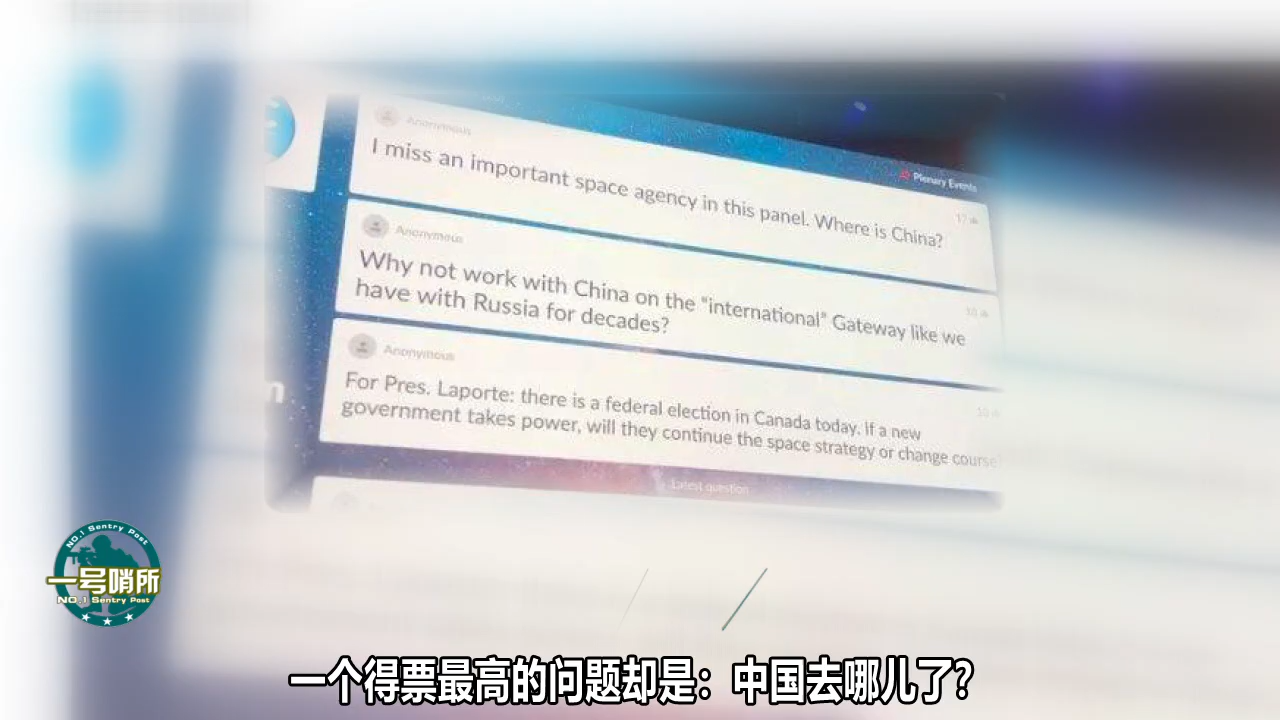 Anonymous
I miss an important space agency in this panel. Where is China?
Plenary Events
17
Anonymous
Why not work with China on the "international" Gateway like we
have with Russia for decades?
Anonymous
For Pres. Laporte: there is a federal election in Canada today. If a new
government takes power, will they continue the space strategy or change course?
Latest question
NO.1 Sentry Post
一号哨所
NO.1 Sentry Post
一个得票最高的问题却是：中国去哪儿了?